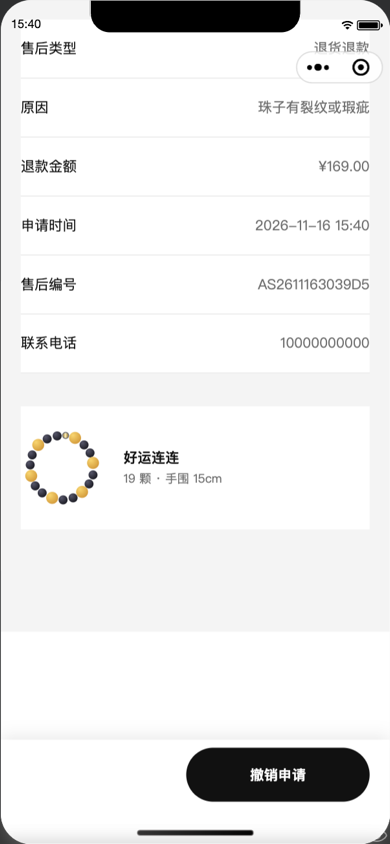 15:40
售后类型 退货退款
原因 珠子有裂纹或瑕疵
退款金额 ¥169.00
申请时间 2026-11-16 15:40
售后编号 AS2611163039D5
联系电话 10000000000
好运连连
19 颗 · 手围 15cm
撤销申请